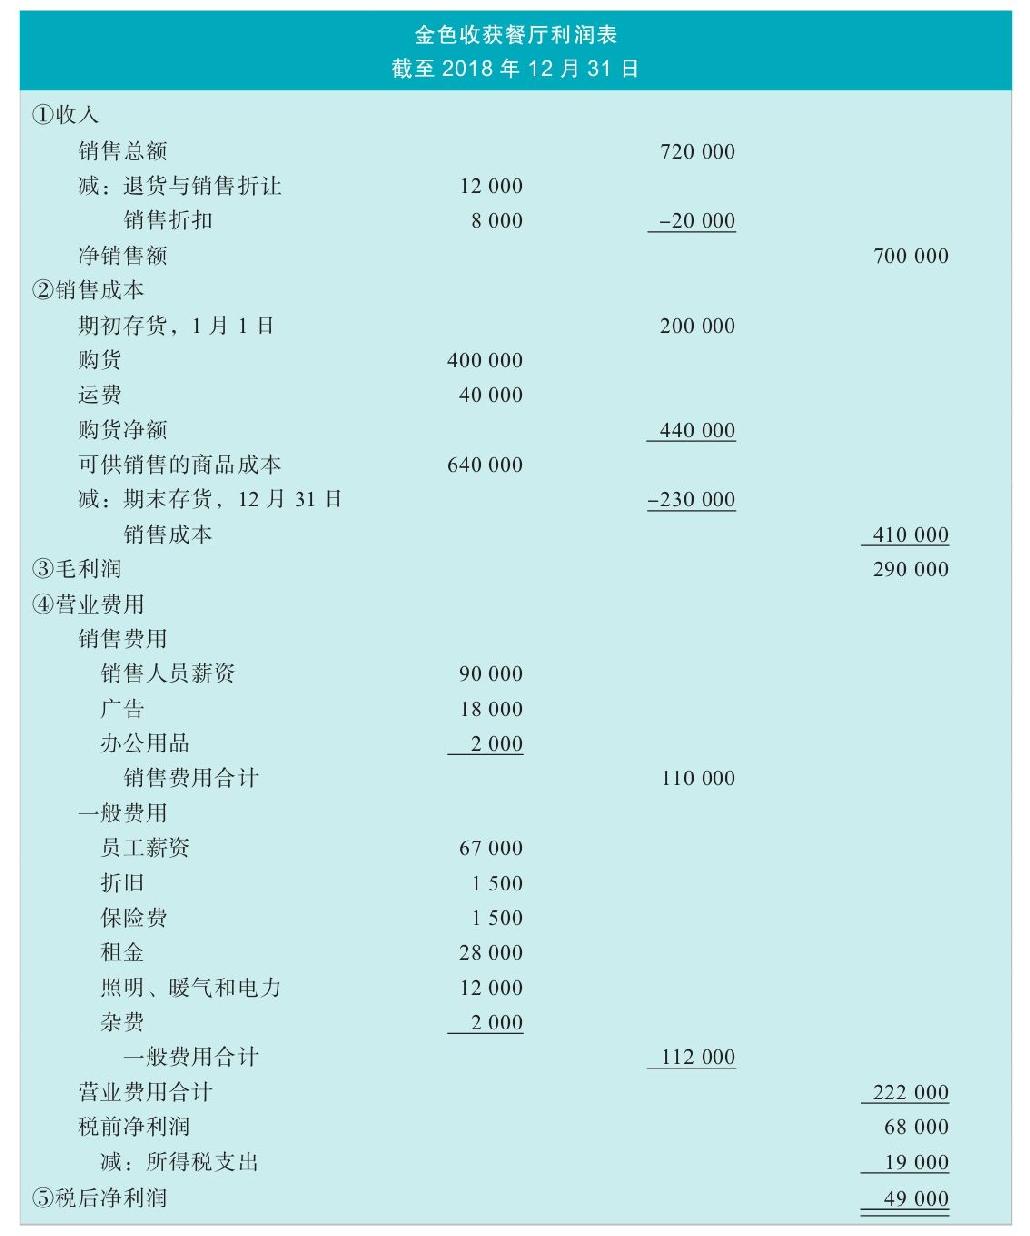 金色收获餐厅利润表
截至 2018 年 12 月 31 日
①收入
销售总额 720 000
减：退货与销售折让 12 000
销售折扣 8 000 –20 000
净销售额 700 000
②销售成本
期初存货，1 月 1 日 200 000
购货 400 000
运费 40 000
购货净额 440 000
可供销售的商品成本 640 000
减：期末存货，12 月 31 日 –230 000
销售成本 410 000
③毛利润 290 000
④营业费用
销售费用
销售人员薪资 90 000
广告 18 000
办公用品 2 000
销售费用合计 110 000
一般费用
员工薪资 67 000
折旧 1 500
保险费 1 500
租金 28 000
照明、暖气和电力 12 000
杂费 2 000
一般费用合计 112 000
营业费用合计 222 000
税前净利润 68 000
减：所得税支出 19 000
⑤税后净利润 49 000